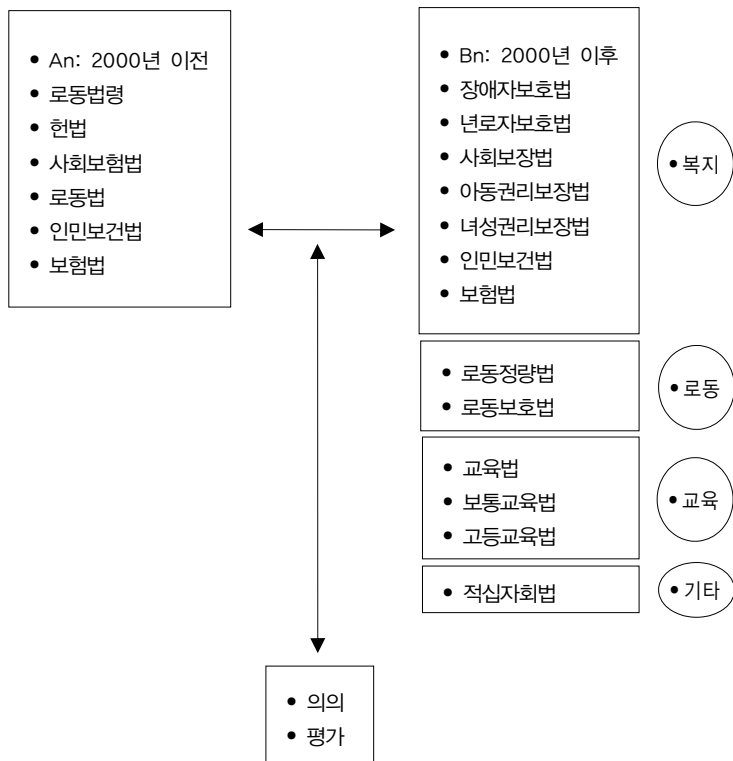 • An: 2000년 이전
• 로동법령
• 헌법
• 사회보험법
• 로동법
• 인민보건법
• 보험법
• Bn: 2000년 이후
• 장애자보호법
• 년로자보호법
• 사회보장법
• 아동권리보장법
• 녀성권리보장법
• 인민보건법
• 보험법
• 복지
• 로동정량법
• 로동보호법
• 로동
• 교육법
• 보통교육법
• 고등교육법
• 교육
• 적십자회법
• 기타
• 의의
• 평가